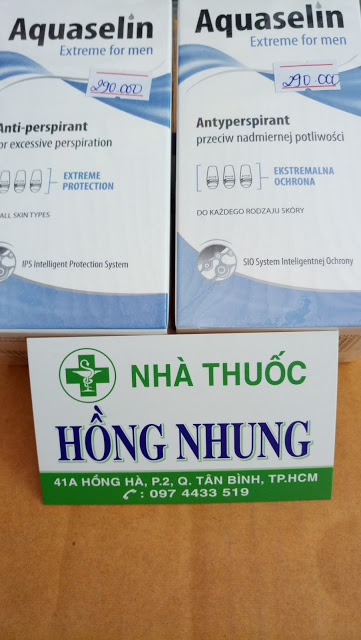 Aquaselin
Extreme for men
290.000
Anti-perspirant
or excessive perspiration
EXTREME
PROTECTION
ALL SKIN TYPES
IPS Intelligent Protection System
Aquaselin
Extreme for men
290.000
Antyperspirant
przeciw nadmiernej potliwości
EKSTREMALNA
OCHRONA
DO KAŻDEGO RODZAJU SKÓRY
SIO System Inteligentnej Ochrony
NHÀ THUỐC
HỒNG NHUNG
41A HỒNG HÀ, P.2, Q. TÂN BÌNH, TP.HCM
: 097 4433 519